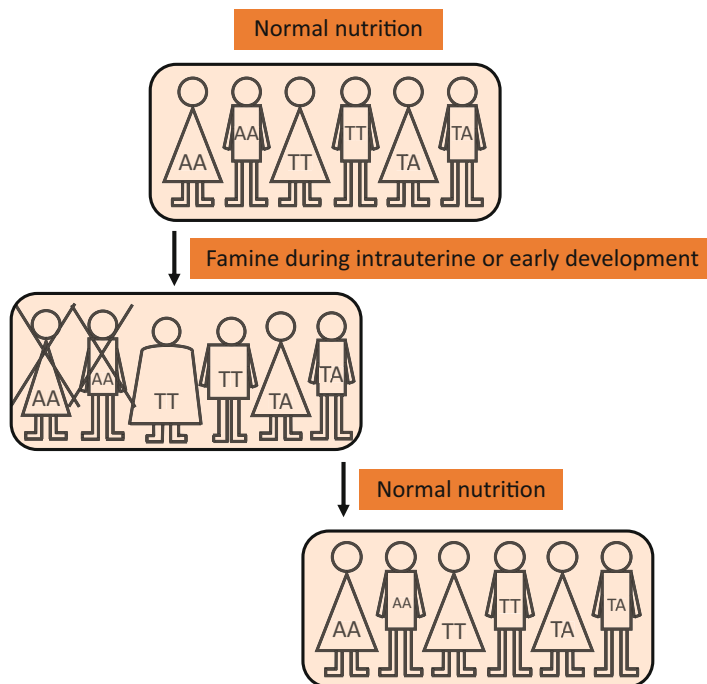 Normal nutrition
AA AA TT TT TA TA
Famine during intrauterine or early development
AA AA TT TT TA TA
Normal nutrition
AA AA TT TT TA TA